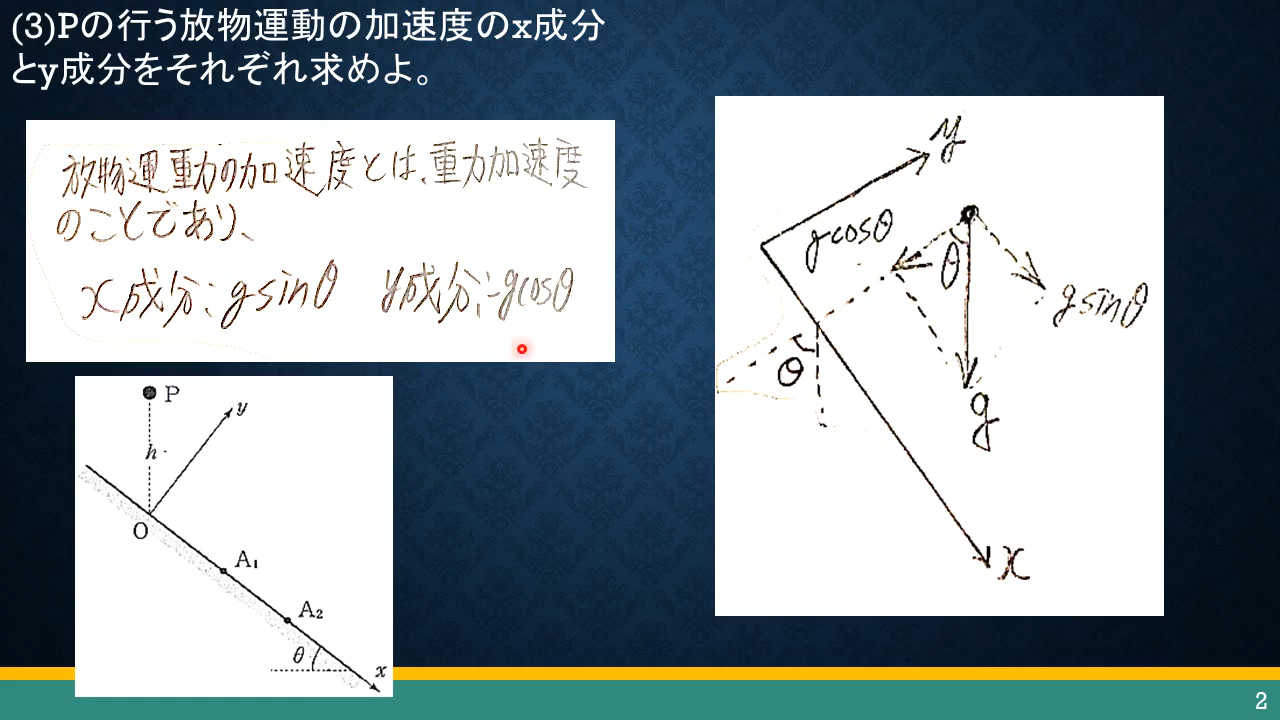 (3)Pの行う放物運動の加速度のx成分
とy成分をそれぞれ求めよ。
放物運動の加速度とは、重力加速度
のことであり、
x成分:gsinθ y成分:-gcosθ
P
y
h
O
A1
A2
θ
x
y
gcosθ
θ
gsinθ
θ
g
x
2